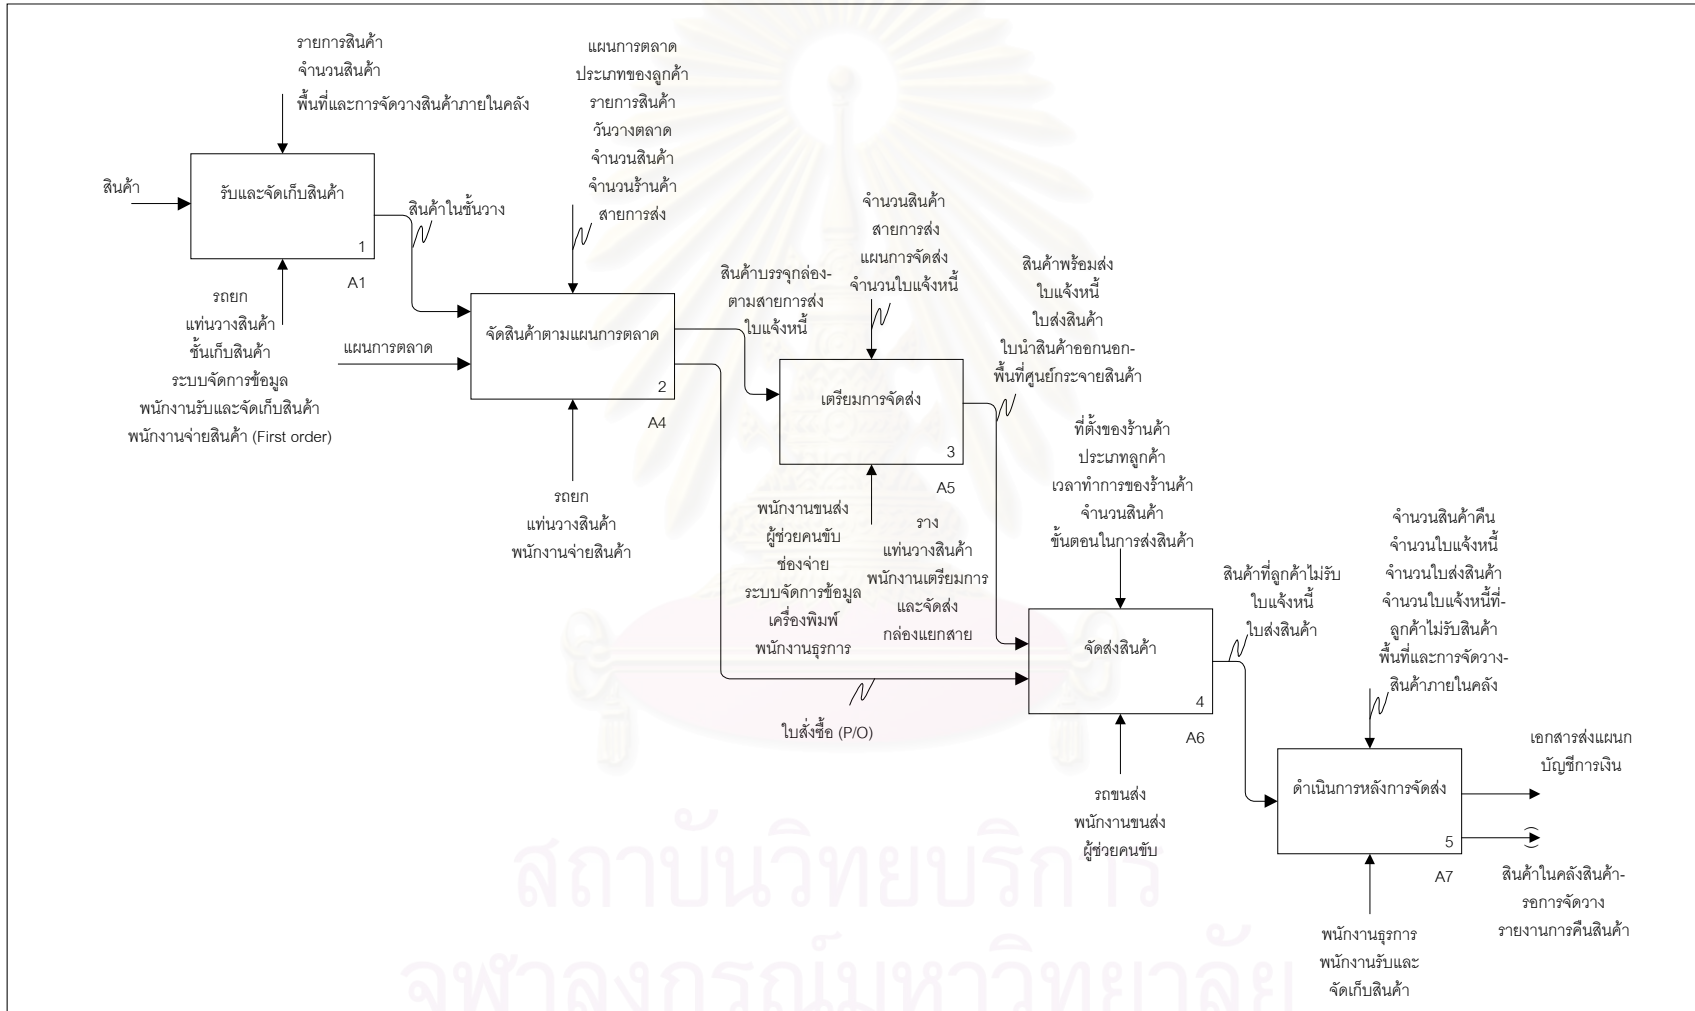 รายการสินค้า
จำนวนสินค้า
พื้นที่และการจัดวางสินค้าภายในคลัง
สินค้า
รับและจัดเก็บสินค้า
1
A1
สินค้าในชั้นวาง
รถยก
แท่นวางสินค้า
ชั้นเก็บสินค้า
ระบบจัดการข้อมูล
พนักงานรับและจัดเก็บสินค้า
พนักงานจ่ายสินค้า (First order)
แผนการตลาด
ประเภทของลูกค้า
รายการสินค้า
วันวางตลาด
จำนวนสินค้า
จำนวนร้านค้า
สายการส่ง
แผนการตลาด
จัดสินค้าตามแผนการตลาด
2
A4
รถยก
แท่นวางสินค้า
พนักงานจ่ายสินค้า
สินค้าบรรจุกล่อง-
ตามสายการส่ง
ใบแจ้งหนี้
จำนวนสินค้า
สายการส่ง
แผนการจัดส่ง
จำนวนใบแจ้งหนี้
เตรียมการจัดส่ง
3
A5
พนักงานขนส่ง
ผู้ช่วยคนขับ
ช่องจ่าย
ระบบจัดการข้อมูล
เครื่องพิมพ์
พนักงานธุรการ
ราง
แท่นวางสินค้า
พนักงานเตรียมการ
และจัดส่ง
กล่องแยกสาย
สินค้าพร้อมส่ง
ใบแจ้งหนี้
ใบส่งสินค้า
ใบนำสินค้าออกนอก-
พื้นที่ศูนย์กระจายสินค้า
ใบสั่งซื้อ (P/O)
ที่ตั้งของร้านค้า
ประเภทลูกค้า
เวลาทำการของร้านค้า
จำนวนสินค้า
ขั้นตอนในการส่งสินค้า
จัดส่งสินค้า
4
A6
รถขนส่ง
พนักงานขนส่ง
ผู้ช่วยคนขับ
สินค้าที่ลูกค้าไม่รับ
ใบแจ้งหนี้
ใบส่งสินค้า
จำนวนสินค้าคืน
จำนวนใบแจ้งหนี้
จำนวนใบส่งสินค้า
จำนวนใบแจ้งหนี้ที่-
ลูกค้าไม่รับสินค้า
พื้นที่และการจัดวาง-
สินค้าภายในคลัง
ดำเนินการหลังการจัดส่ง
5
A7
พนักงานธุรการ
พนักงานรับและ
จัดเก็บสินค้า
เอกสารส่งแผนก
บัญชีการเงิน
สินค้าในคลังสินค้า-
รอการจัดวาง
รายงานการคืนสินค้า
สถาบันวิทยบริการ
จุฬาลงกรณ์มหาวิทยาลัย